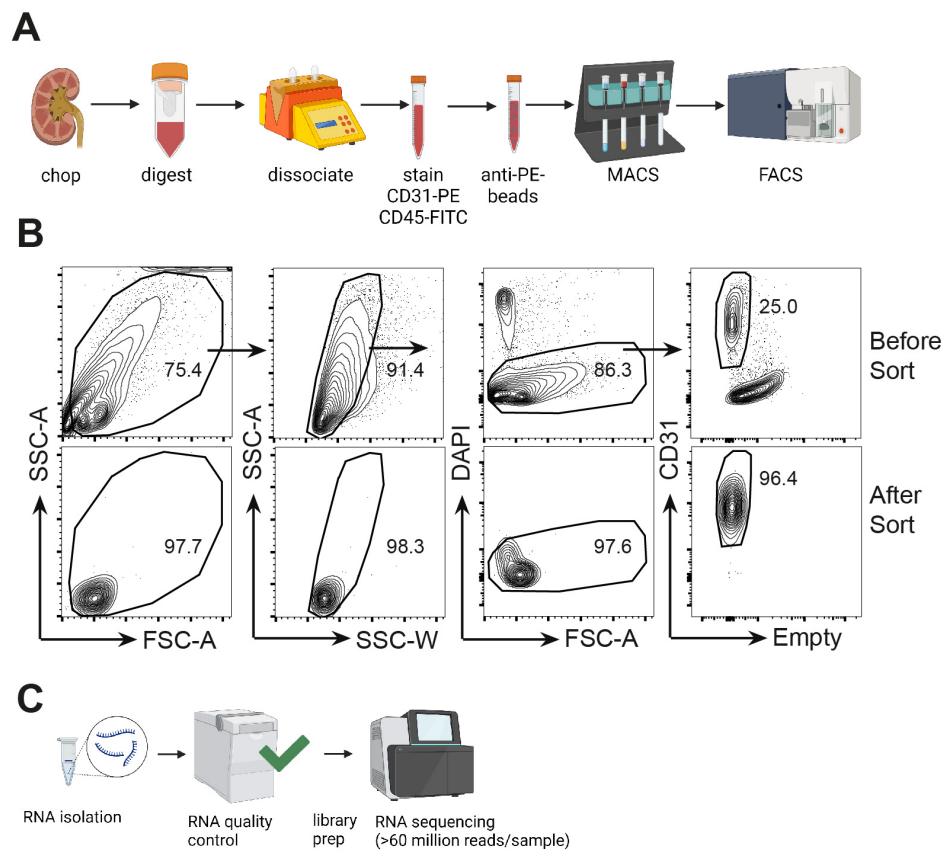 A
chop
digest
dissociate
stain
CD31-PE
CD45-FITC
anti-PE-
beads
MACS
FACS
B
SSC-A
75.4
SSC-A
91.4
DAPI
86.3
CD31
25.0
Before
Sort
97.7
98.3
97.6
96.4
After
Sort
FSC-A
SSC-W
FSC-A
Empty
C
RNA isolation
RNA quality
control
library
prep
RNA sequencing
(>60 million reads/sample)